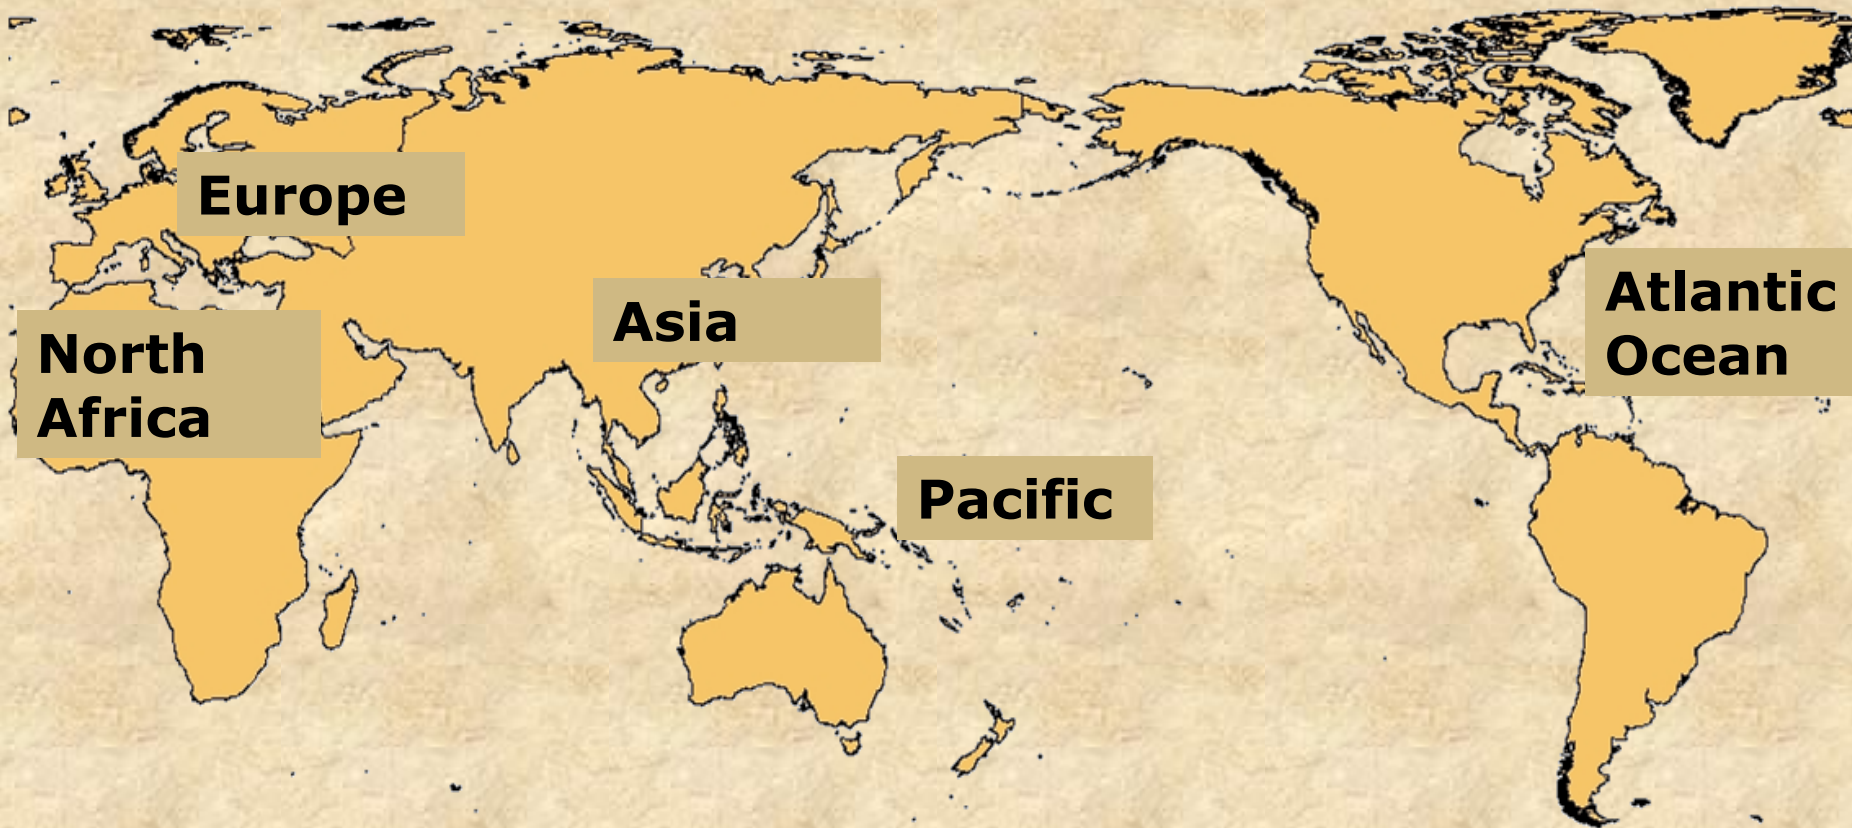 Europe
Asia
North
Africa
Atlantic
Ocean
Pacific